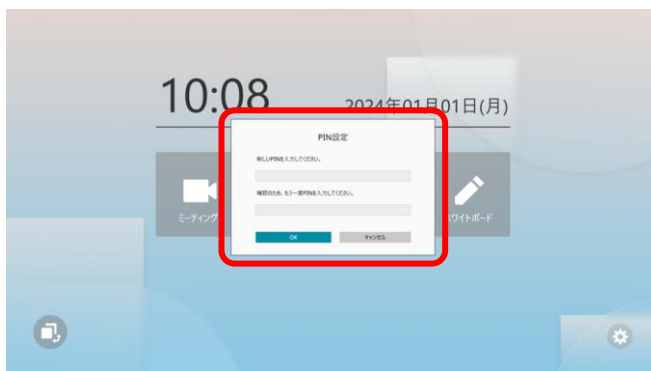 10:08
2024年01月01日(月)
PIN設定
新しいPINを入力してください。
確認のため、もう一度PINを入力してください。
OK
キャンセル
ミーティング
ホワイトボード